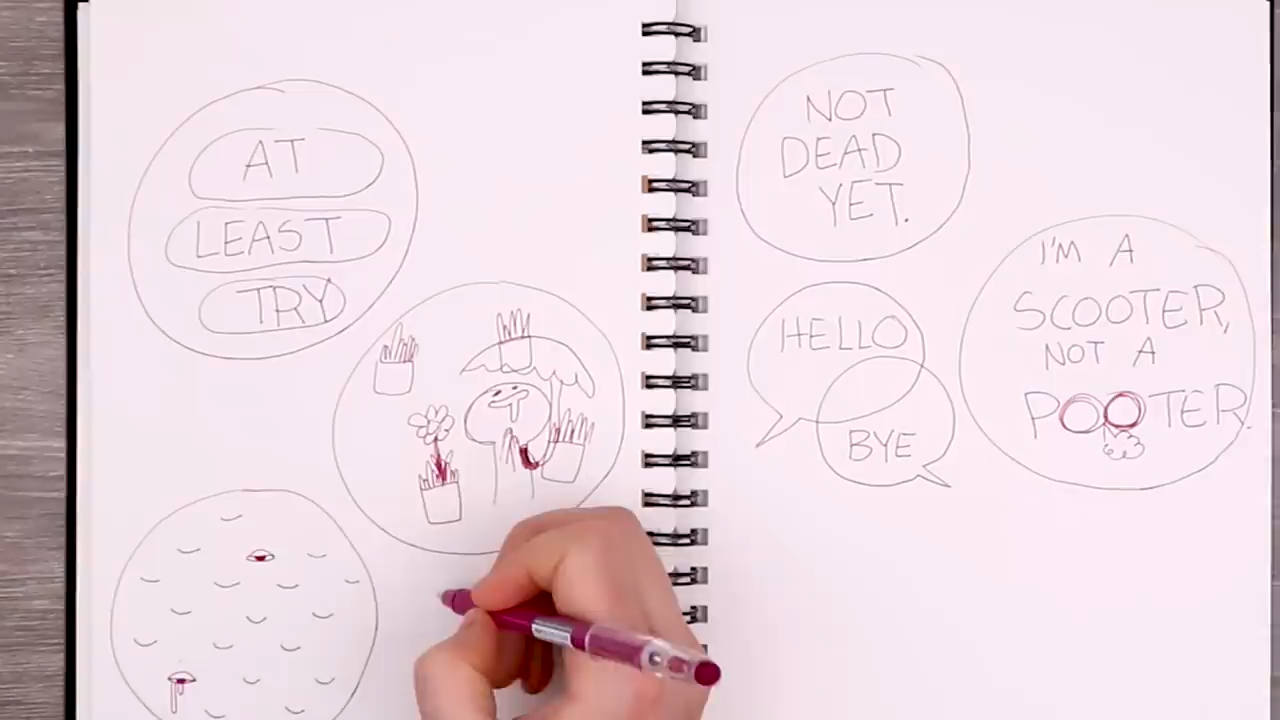 AT
LEAST
TRY
NOT
DEAD
YET.
HELLO
BYE
I'M A
SCOOTER,
NOT A
POOTER.